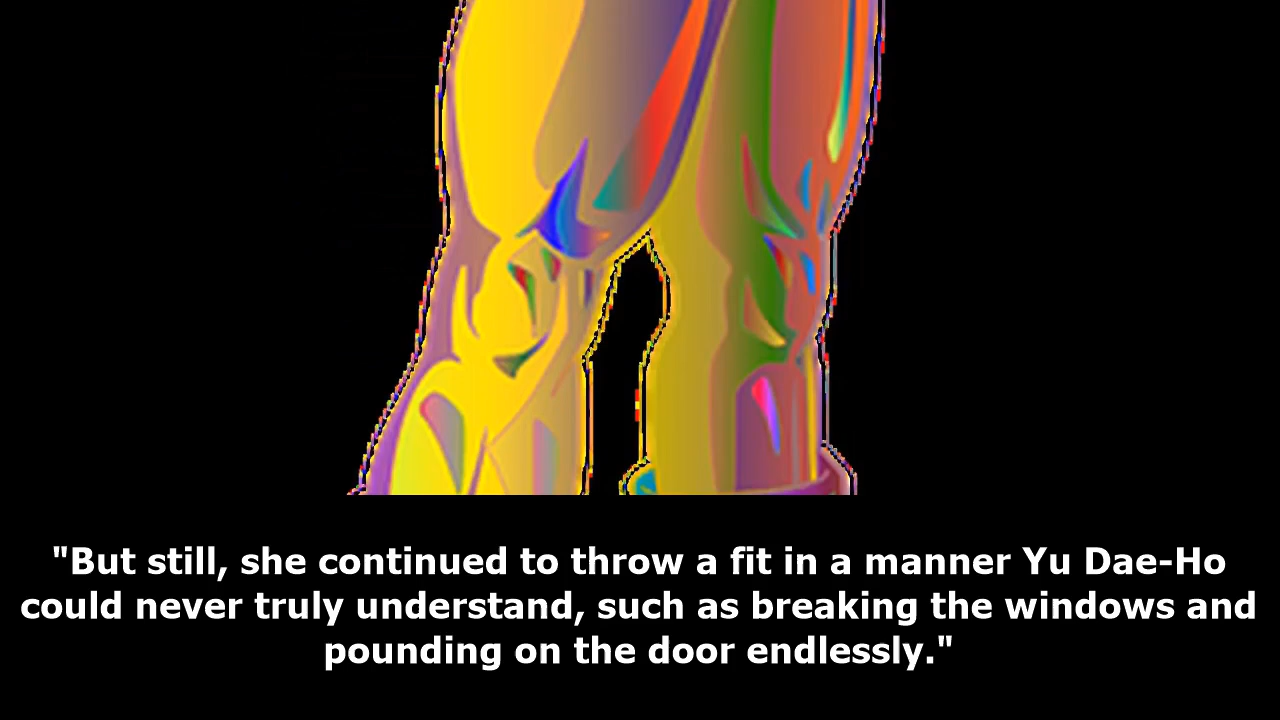 "But still, she continued to throw a fit in a manner Yu Dae-Ho
could never truly understand, such as breaking the windows and
pounding on the door endlessly."